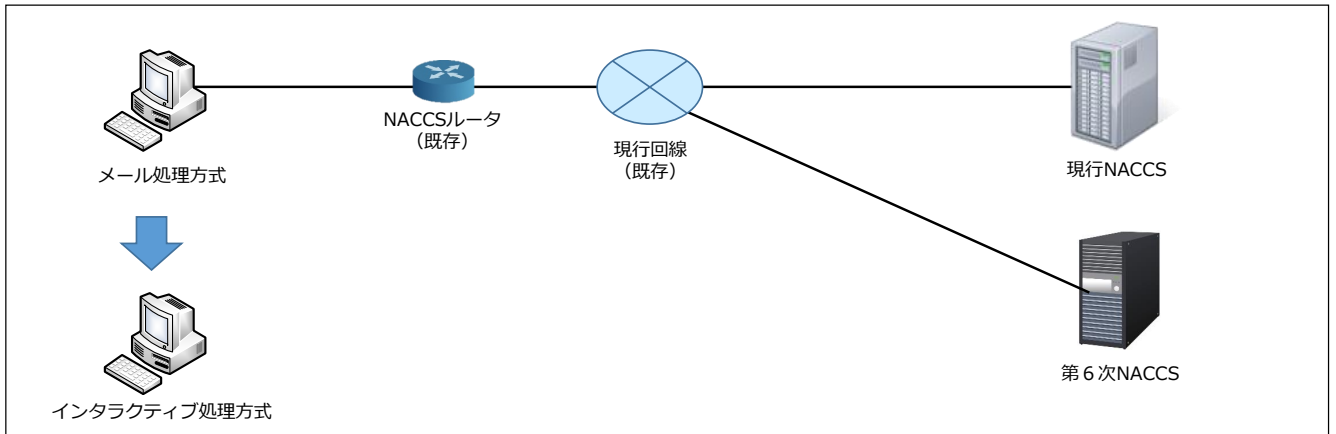 NACCSルータ
（既存）
現行回線
（既存）
メール処理方式
現行NACCS
第６次NACCS
インタラクティブ処理方式